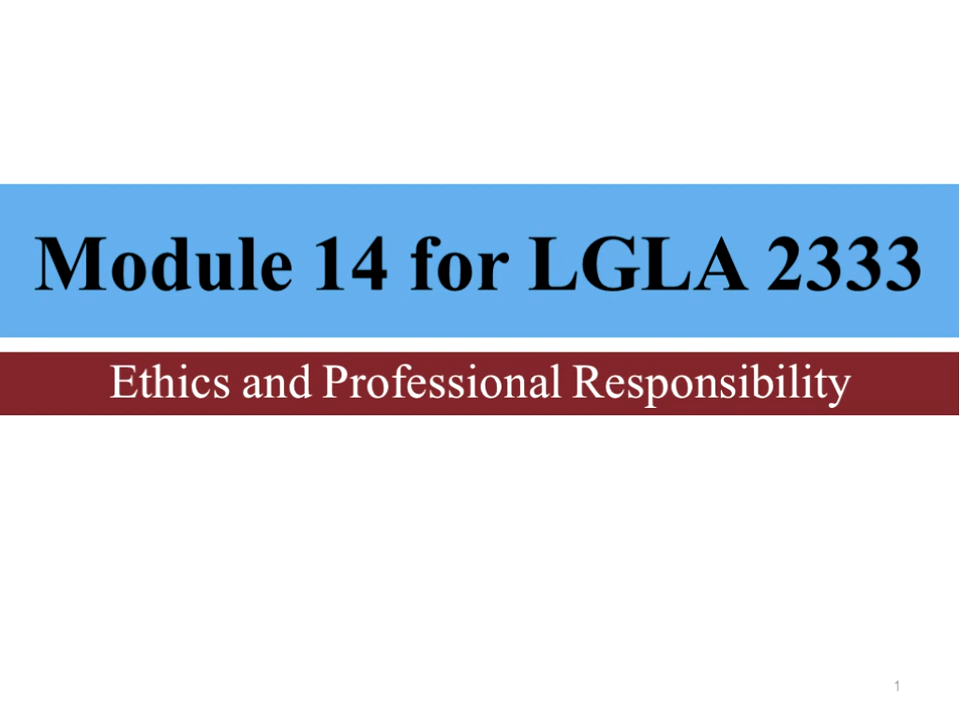 Module 14 for LGLA 2333
Ethics and Professional Responsibility
1